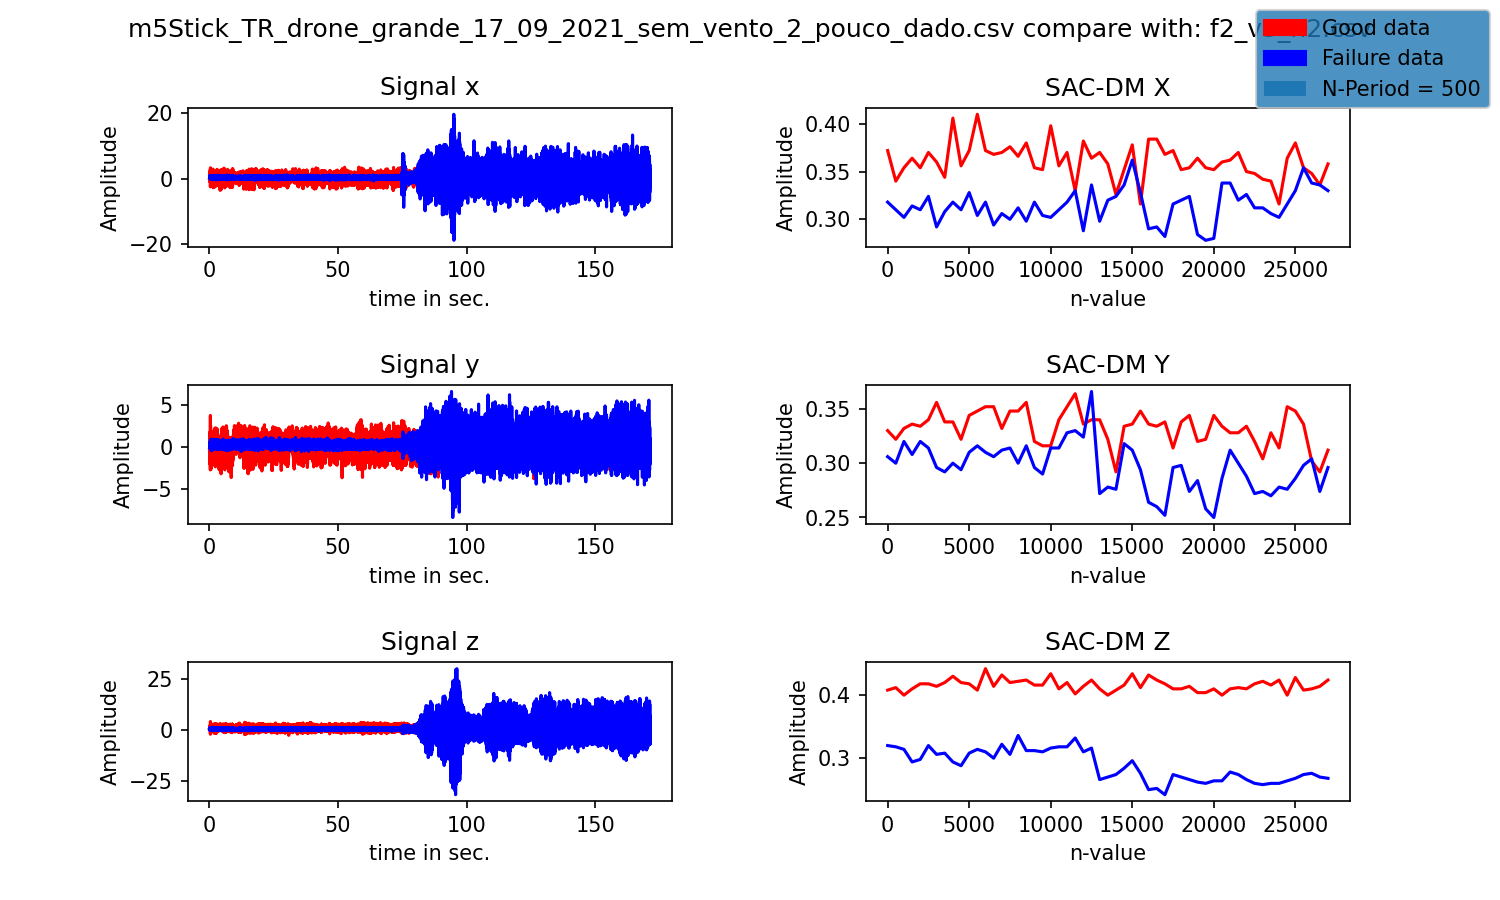 m5Stick_TR_drone_grande_17_09_2021_sem_vento_2_pouco_dado.csv compare with:
Good data
Failure data
N-Period = 500
Signal x
Amplitude
20
0
−20
0 50 100 150
time in sec.
SAC-DM X
Amplitude
0.40
0.35
0.30
0 5000 10000 15000 20000 25000
n-value
Signal y
Amplitude
5
0
−5
0 50 100 150
time in sec.
SAC-DM Y
Amplitude
0.35
0.30
0.25
0 5000 10000 15000 20000 25000
n-value
Signal z
Amplitude
25
0
−25
0 50 100 150
time in sec.
SAC-DM Z
Amplitude
0.4
0.3
0 5000 10000 15000 20000 25000
n-value